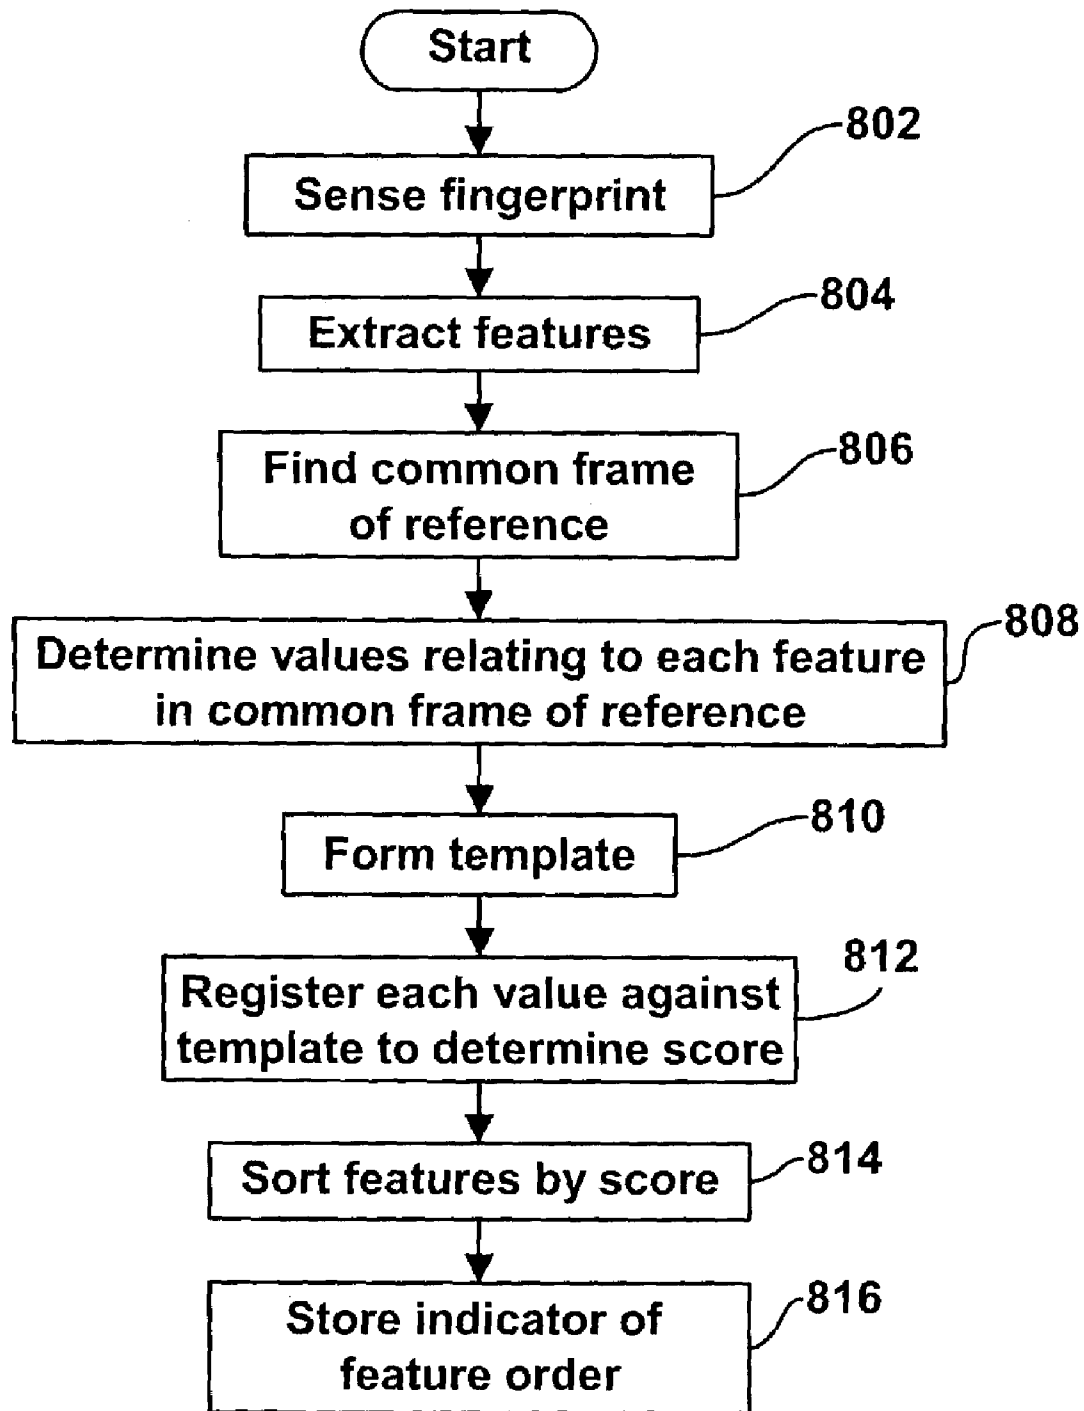 Start
802
Sense fingerprint
804
Extract features
806
Find common frame
of reference
808
Determine values relating to each feature
in common frame of reference
810
Form template
812
Register each value against
template to determine score
814
Sort features by score
816
Store indicator of
feature order